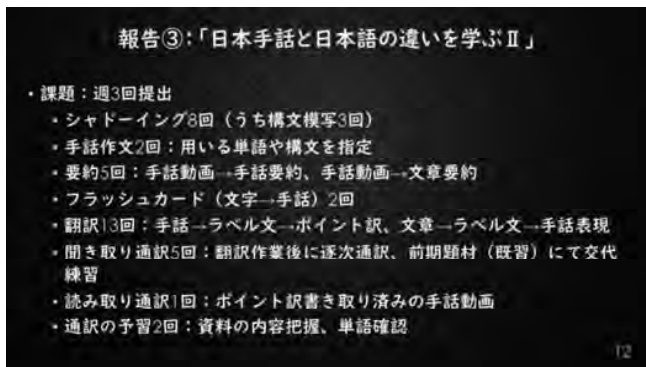 報告③:「日本手話と日本語の違いを学ぶⅡ」
・課題：週3回提出
▪シャドーイング8回（うち構文模写3回）
▪手話作文2回：用いる単語や構文を指定
▪要約5回：手話動画→手話要約、手話動画→文章要約
▪フラッシュカード（文字→手話）2回
▪翻訳13回：手話→ラベル文→ポイント訳、文章→ラベル文→手話表現
▪聞き取り通訳5回：翻訳作業後に逐次通訳、前期題材（既習）にて交代
練習
▪読み取り通訳1回：ポイント訳書き取り済みの手話動画
▪通訳の予習2回：資料の内容把握、単語確認
12